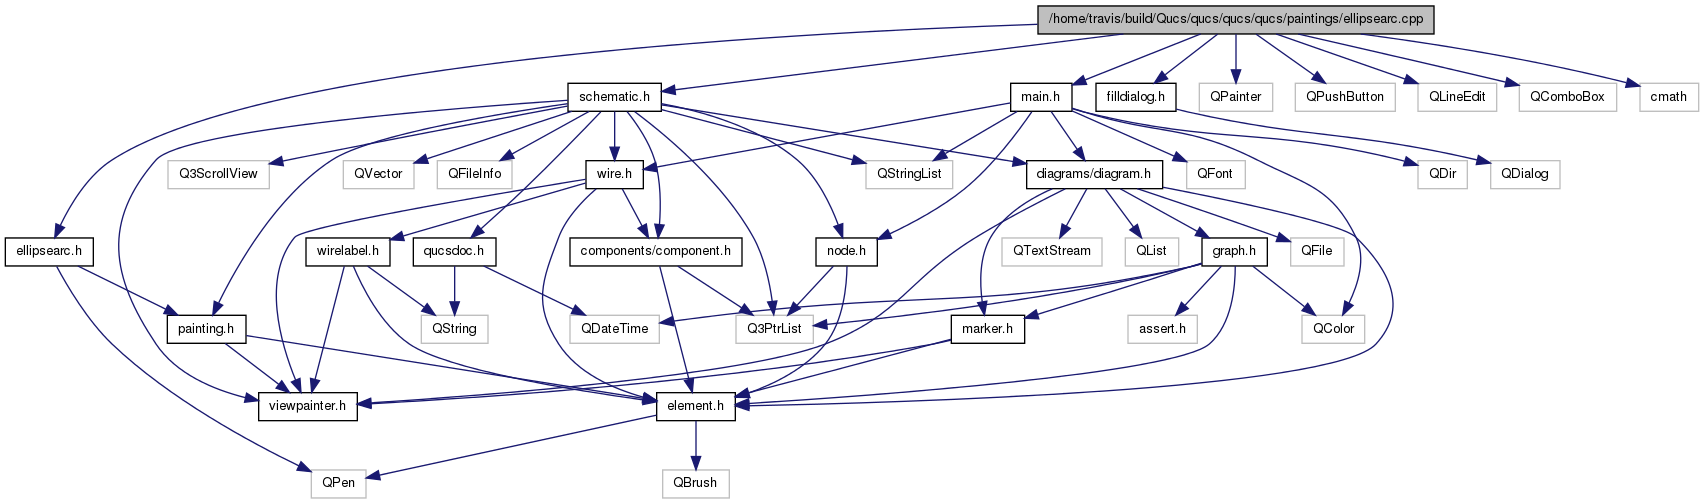 /home/travis/build/Qucs/qucs/qucs/qucs/paintings/ellipsearc.cpp
schematic.h
main.h
filldialog.h
QPainter
QPushButton
QLineEdit
QComboBox
cmath
Q3ScrollView
QVector
QFileInfo
wire.h
QStringList
diagrams/diagram.h
QFont
QDir
QDialog
ellipsearc.h
wirelabel.h
qucsdoc.h
components/component.h
node.h
QTextStream
QList
graph.h
QFile
painting.h
QString
QDateTime
Q3PtrList
marker.h
assert.h
QColor
viewpainter.h
element.h
QPen
QBrush